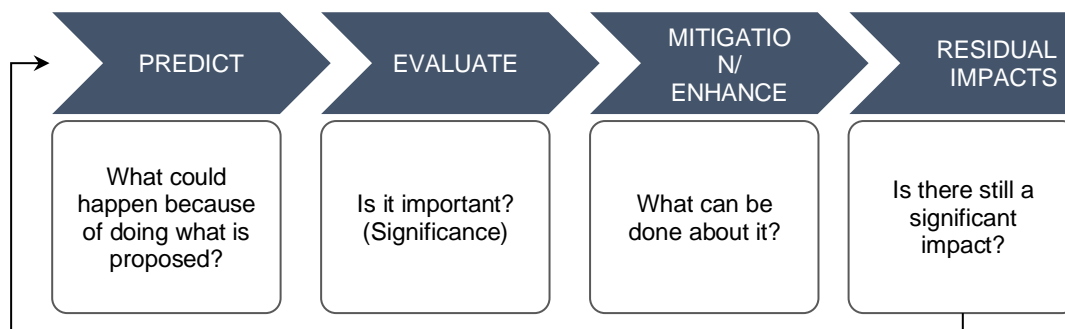 PREDICT
EVALUATE
MITIGATIO
N/
ENHANCE
RESIDUAL
IMPACTS
What could
happen because
of doing what is
proposed?
Is it important?
(Significance)
What can be
done about it?
Is there still a
significant
impact?